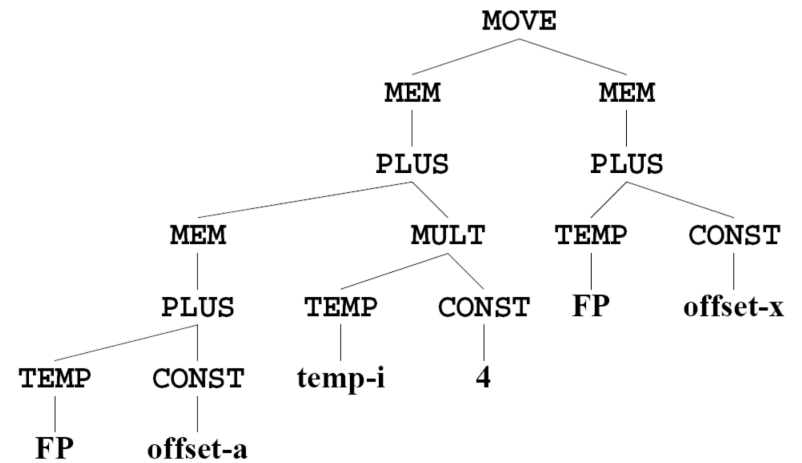 MOVE
MEM MEM
PLUS PLUS
MEM MULT TEMP CONST
PLUS TEMP CONST FP offset-x
TEMP CONST temp-i 4
FP offset-a